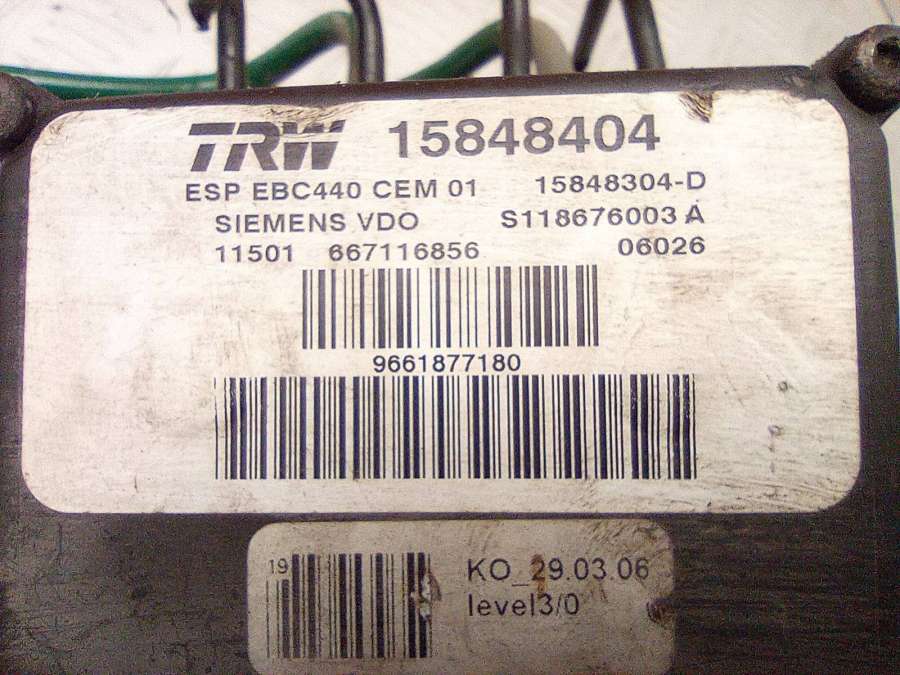 TRW 15848404
ESP EBC440 CEM 01 15848304-D
SIEMENS VDO S118676003 A
11501 667116856 06026
9661877180
19
KO_29.03.06
level3/0